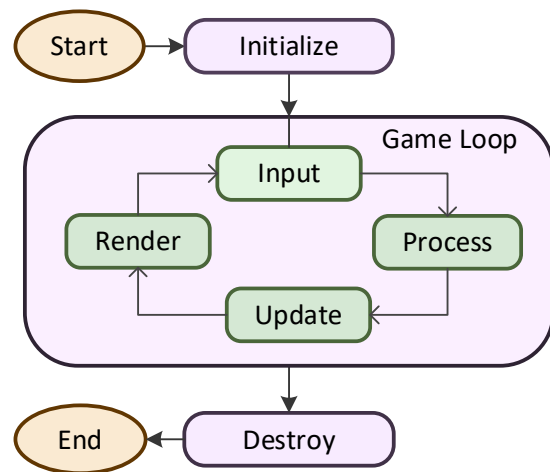 Start
Initialize
Game Loop
Input
Render
Process
Update
End
Destroy